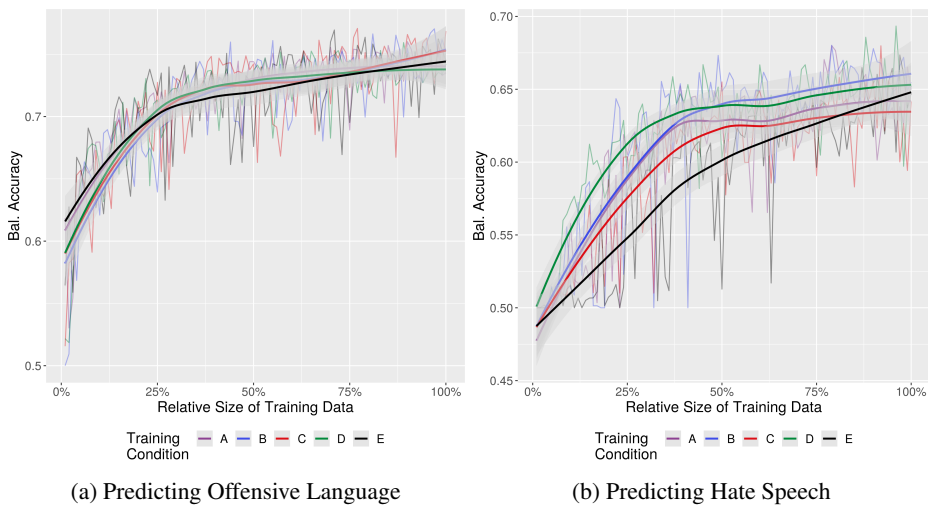 Bal. Accuracy
0.7
0.6
0.5
0% 25% 50% 75% 100%
Relative Size of Training Data
Training
Condition
A B C D E
(a) Predicting Offensive Language
Bal. Accuracy
0.70
0.65
0.60
0.55
0.50
0.45
0% 25% 50% 75% 100%
Relative Size of Training Data
Training
Condition
A B C D E
(b) Predicting Hate Speech